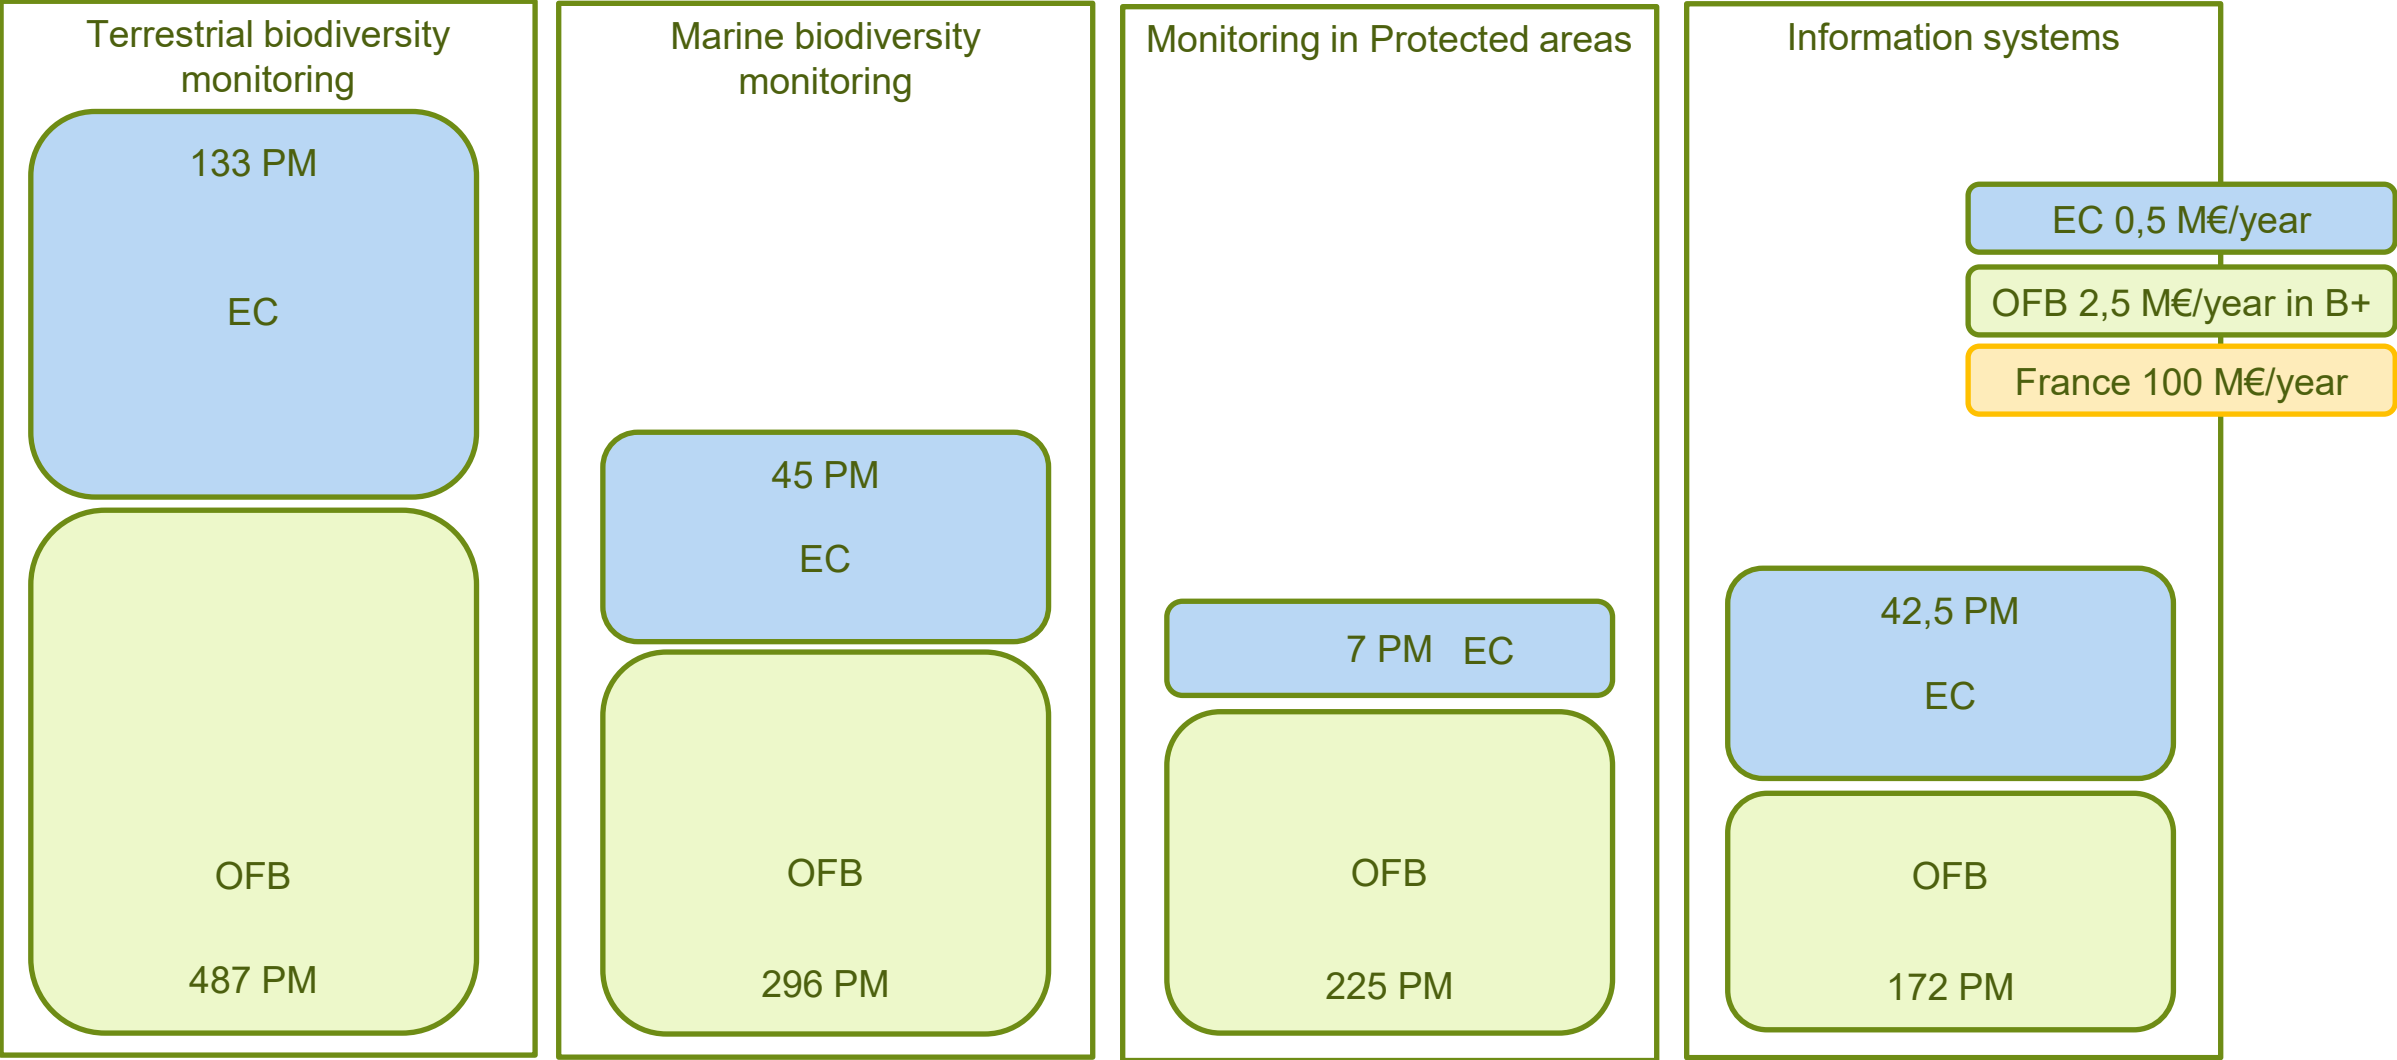 Terrestrial biodiversity
monitoring
133 PM
EC
OFB
487 PM
Marine biodiversity
monitoring
45 PM
EC
OFB
296 PM
Monitoring in Protected areas
7 PM EC
OFB
225 PM
Information systems
EC 0,5 M€/year
OFB 2,5 M€/year in B+
France 100 M€/year
42,5 PM
EC
OFB
172 PM